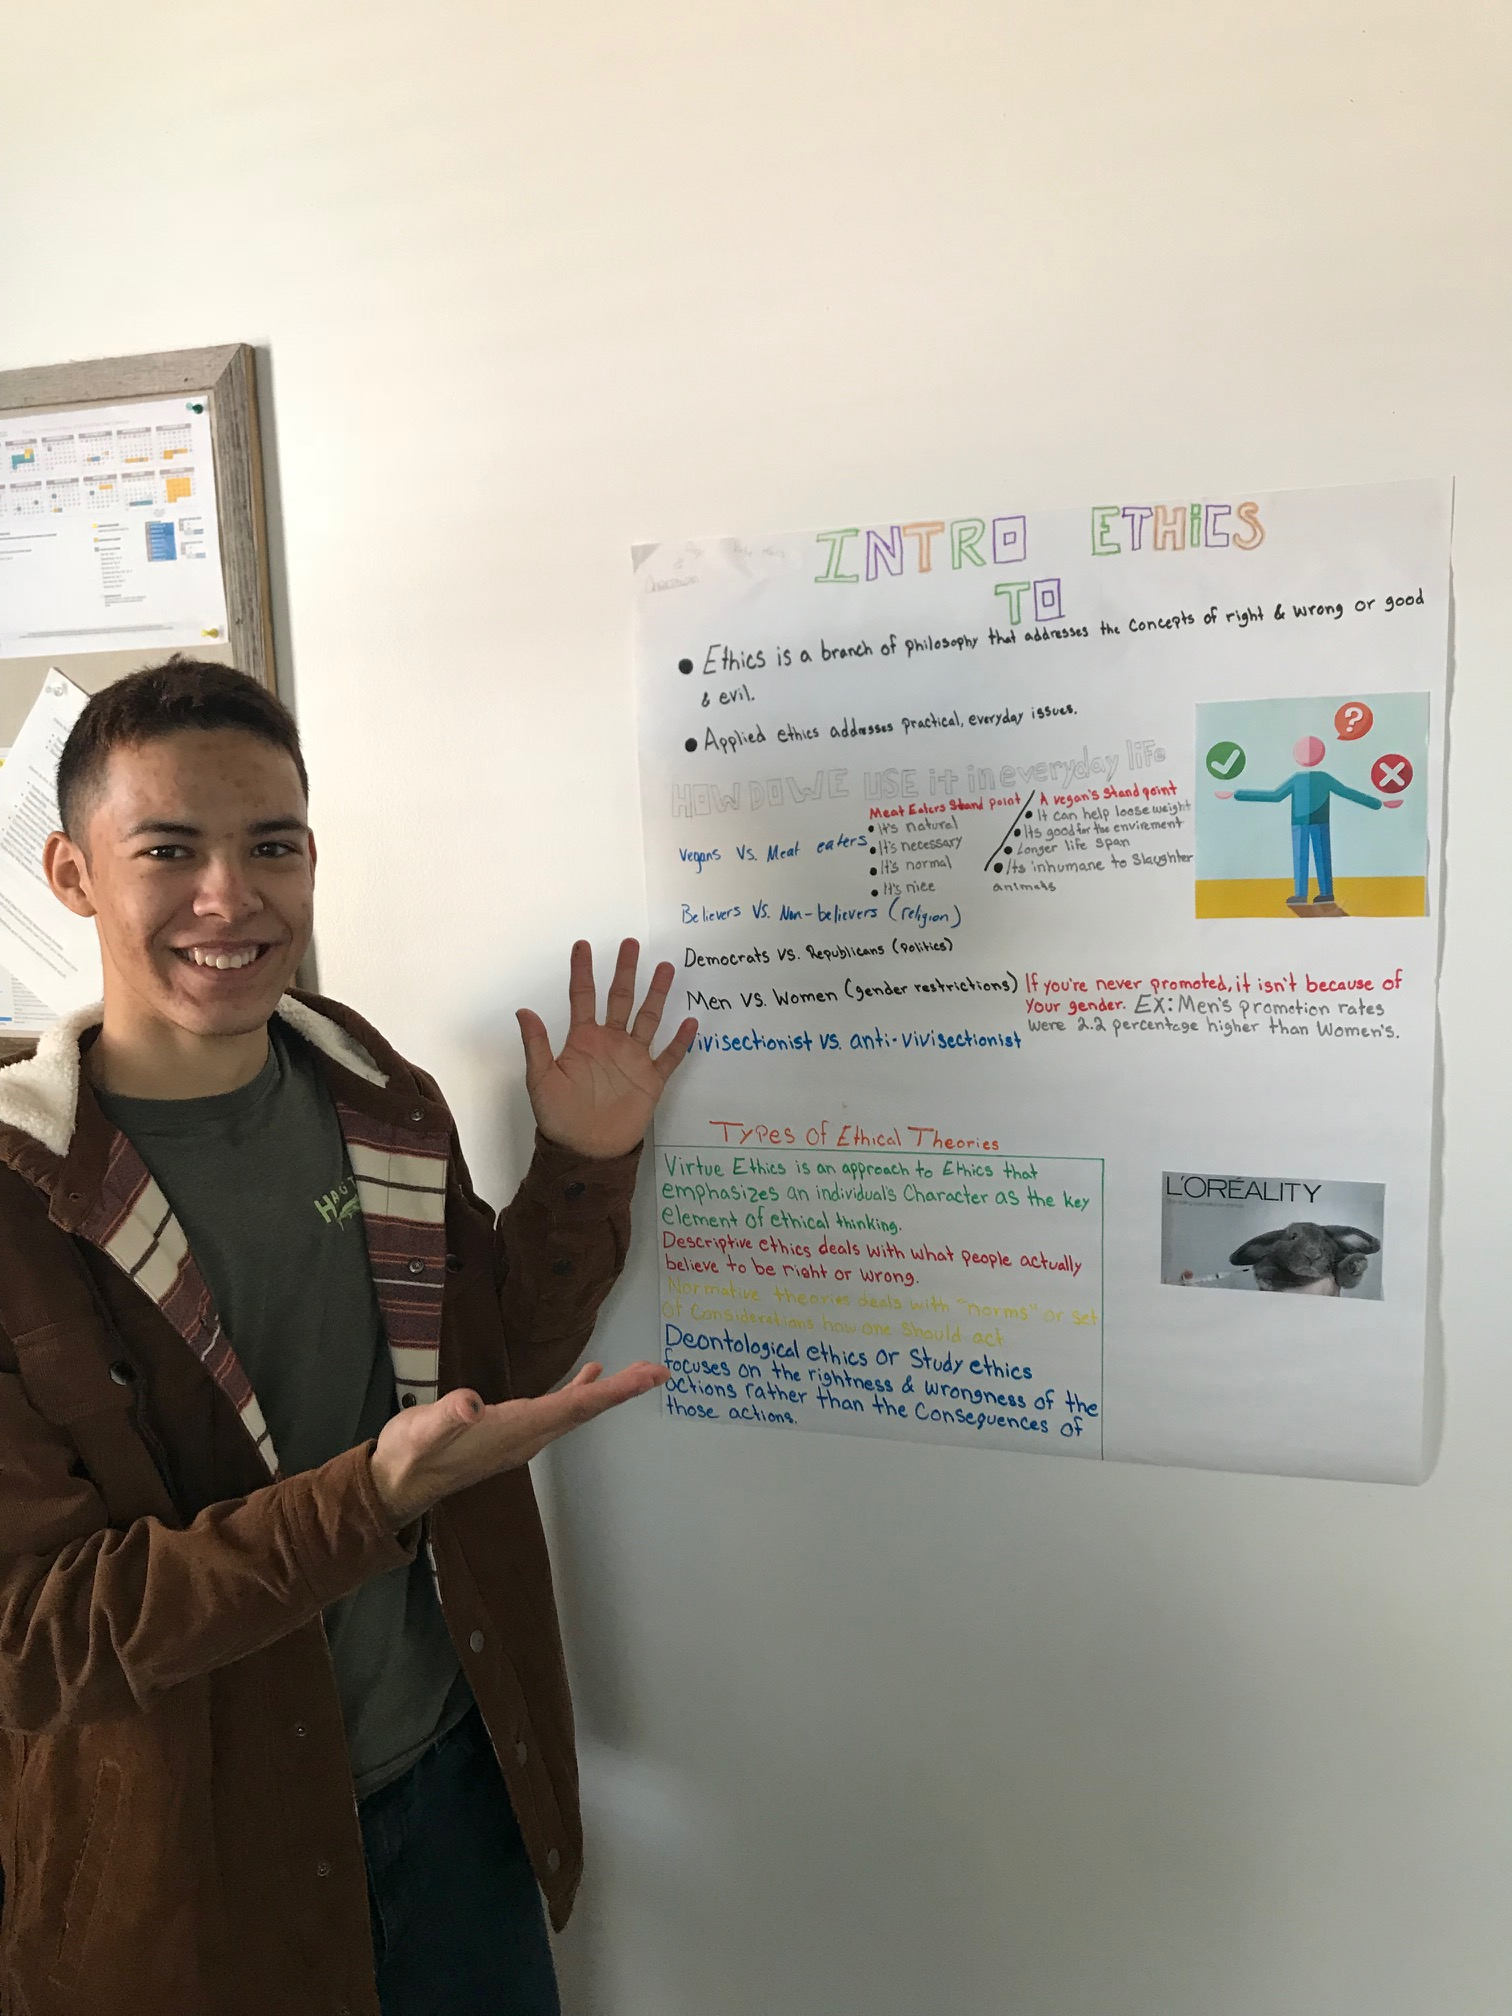 INTRO ETHICS
TO
• Ethics is a branch of philosophy that addresses the concepts of right & wrong or good
& evil.
• Applied ethics addresses practical, everyday issues.
HOW DO WE USE it in everyday life
Vegans VS. Meat eaters
Meat Eaters Stand point
• It's natural
• It's necessary
• It's normal
• It's nice
A vegan's stand point
• It can help loose weight
• Its good for the envirement
• Longer life span
• Its inhumane to Slaughter
animals
Believers VS. Non-believers (religion)
Democrats vs. Republicans (politics)
Men vs. Women (gender restrictions)
If you're never promoted, it isn't because of
your gender. EX: Men's promotion rates
were 2.2 percentage higher than Women's.
Vivisectionist vs. anti-vivisectionist
Types of Ethical Theories
Virtue Ethics is an approach to Ethics that
emphasizes an individual's Character as the key
element of ethical thinking.
Descriptive ethics deals with what people actually
believe to be right or wrong.
Normative theories deals with "norms" or set
of Considerations how one should act
Deontological ethics or Study ethics
focuses on the rightness & wrongness of the
actions rather than the Consequences of
those actions.
?
L'ORÉALITY